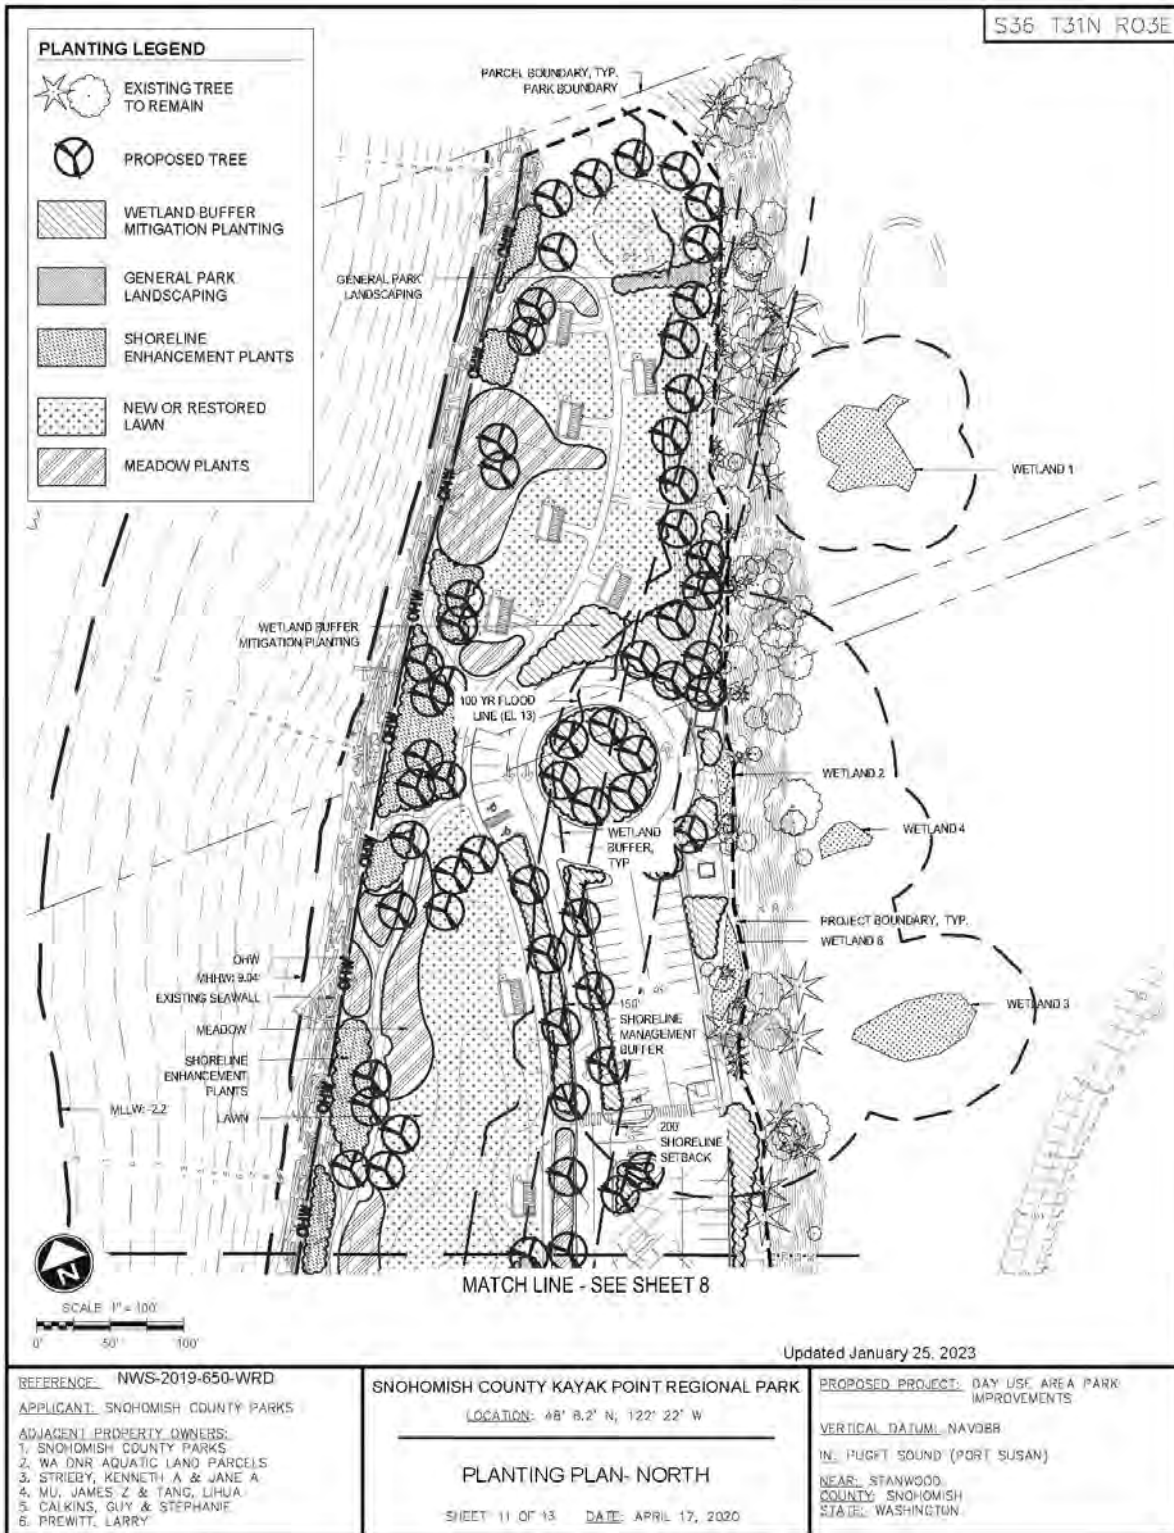 S36 T31N R03E
PLANTING LEGEND
EXISTING TREE
TO REMAIN
PROPOSED TREE
WETLAND BUFFER
MITIGATION PLANTING
GENERAL PARK
LANDSCAPING
SHORELINE
ENHANCEMENT PLANTS
NEW OR RESTORED
LAWN
MEADOW PLANTS
PARCEL BOUNDARY, TYP.
PARK BOUNDARY
GENERAL PARK
LANDSCAPING
OHW
OHW
OHW
WETLAND 1
OHW
WETLAND BUFFER
MITIGATION PLANTING
100 YR FLOOD
LINE (EL 13)
OHW
WETLAND 2
WETLAND 4
WETLAND
BUFFER,
TYP
OHW
PROJECT BOUNDARY, TYP.
WETLAND 6
OHW
MHHW: 9.04'
EXISTING SEAWALL
OHW
MEADOW
SHORELINE
ENHANCEMENT
PLANTS
LAWN
MLLW: -2.2'
OHW
WETLAND 3
150'
SHORELINE
MANAGEMENT
BUFFER
200'
SHORELINE
SETBACK
OHW
MATCH LINE - SEE SHEET 8
N
SCALE 1" = 100'
0' 50' 100'
Updated January 25, 2023
REFERENCE: NWS-2019-650-WRD
APPLICANT: SNOHOMISH COUNTY PARKS
ADJACENT PROPERTY OWNERS:
1. SNOHOMISH COUNTY PARKS
2. WA DNR AQUATIC LAND PARCELS
3. STRIEBY, KENNETH A & JANE A
4. MU, JAMES Z & TANG, LIHUA
5. CALKINS, GUY & STEPHANIE
6. PREWITT, LARRY
SNOHOMISH COUNTY KAYAK POINT REGIONAL PARK
LOCATION: 48° 8.2' N, 122° 22' W
PLANTING PLAN- NORTH
SHEET 11 OF 13 DATE: APRIL 17, 2020
PROPOSED PROJECT: DAY USE AREA PARK
IMPROVEMENTS
VERTICAL DATUM: NAVD88
IN: PUGET SOUND (PORT SUSAN)
NEAR: STANWOOD
COUNTY: SNOHOMISH
STATE: WASHINGTON